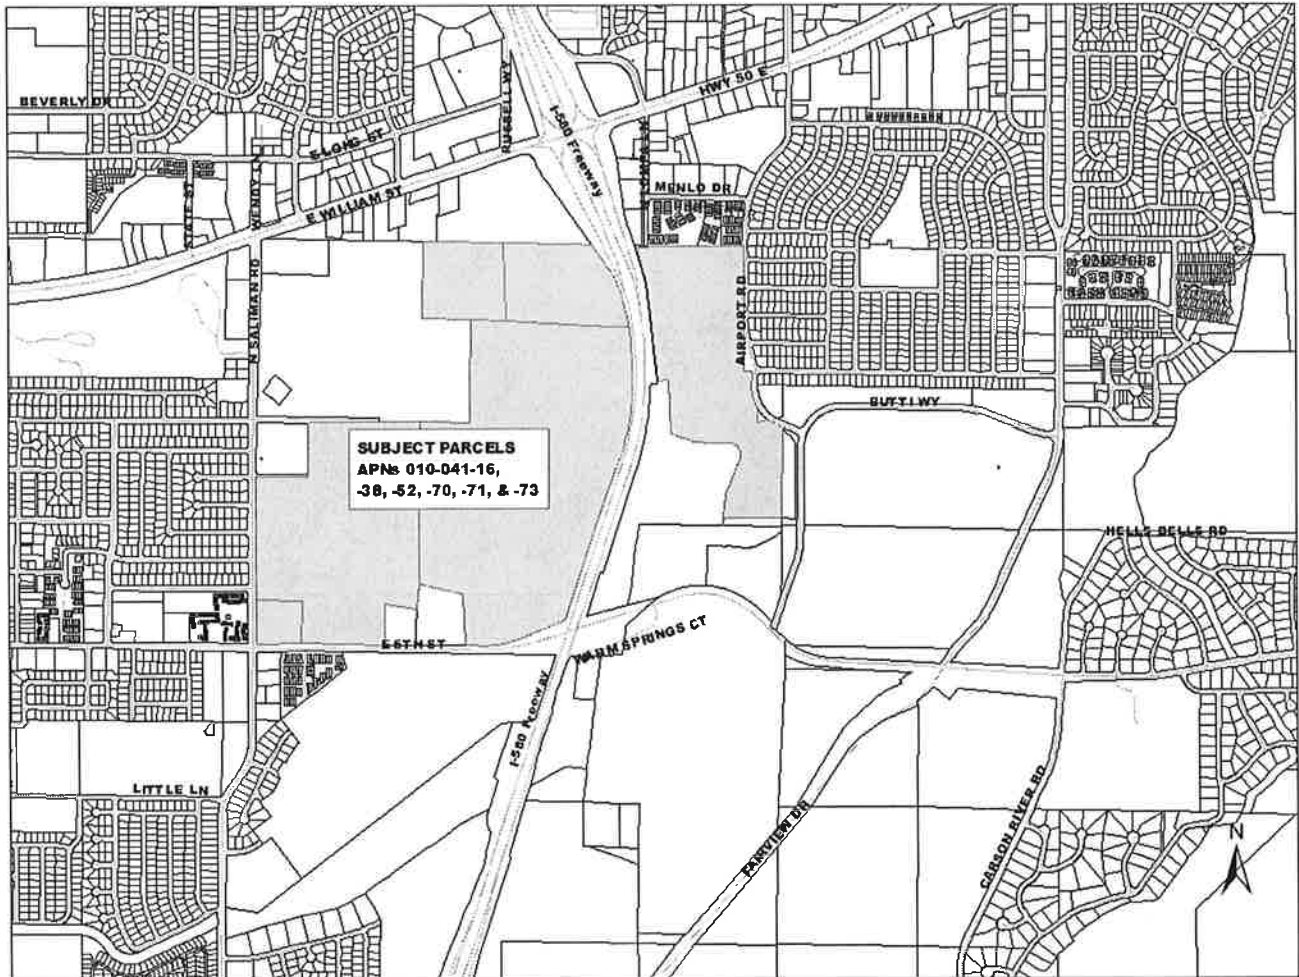 BEVERLY DR
E LONG ST
STATE ST
WENDY LN
E WILLIAM ST
RUSSELL WY
I-580 Freeway
HWY 50 E
MENLO DR
N SALIMAN RD
AIRPORT RD
BUTTI WY
SUBJECT PARCELS
APNs 010-041-16,
-38, -52, -70, -71, & -73
HELLS BELLS RD
E 5TH ST
WARM SPRINGS CT
I-580 Freeway
LITTLE LN
FAIRVIEW DR
CARSON RIVER RD
N